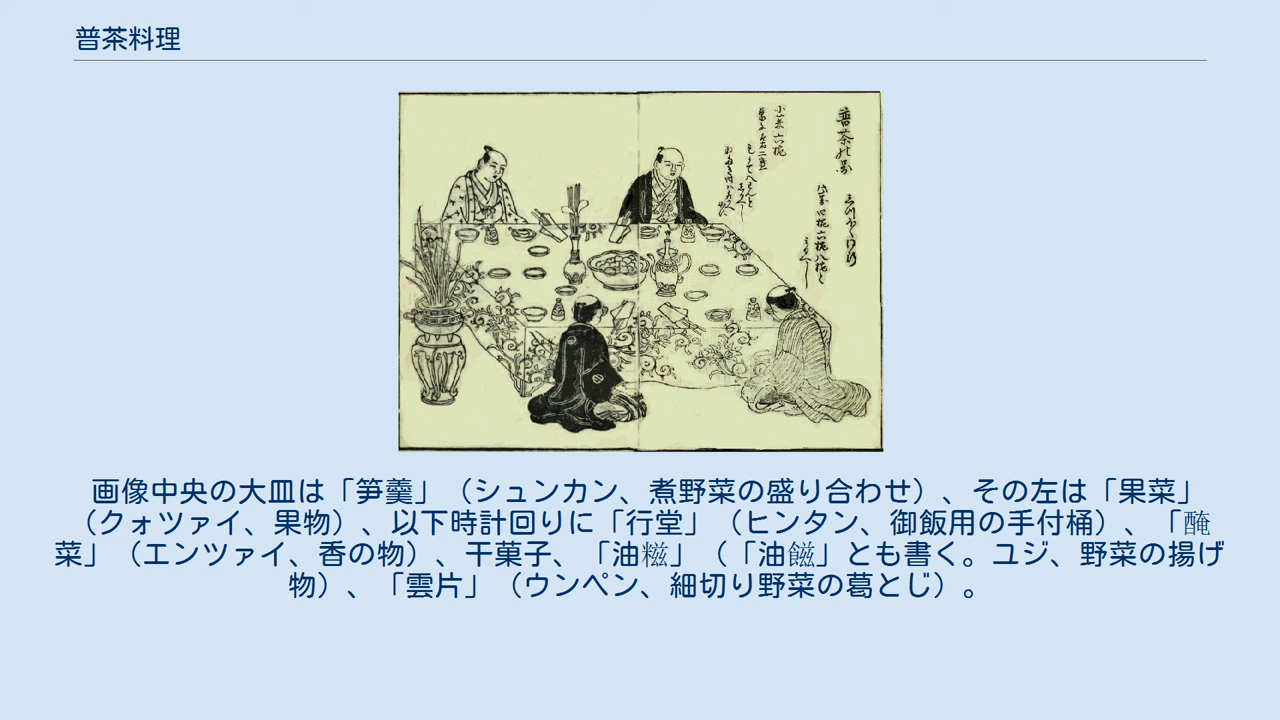 普茶料理
普茶の図
画像中央の大皿は「笋羹」（シュンカン、煮野菜の盛り合わせ）、その左は「果菜」
（クォツァイ、果物）、以下時計回りに「行堂」（ヒンタン、御飯用の手付桶）、「醃
菜」（エンツァイ、香の物）、干菓子、「油糍」（「油餈」とも書く。ユジ、野菜の揚げ
物）、「雲片」（ウンペン、細切り野菜の葛とじ）。